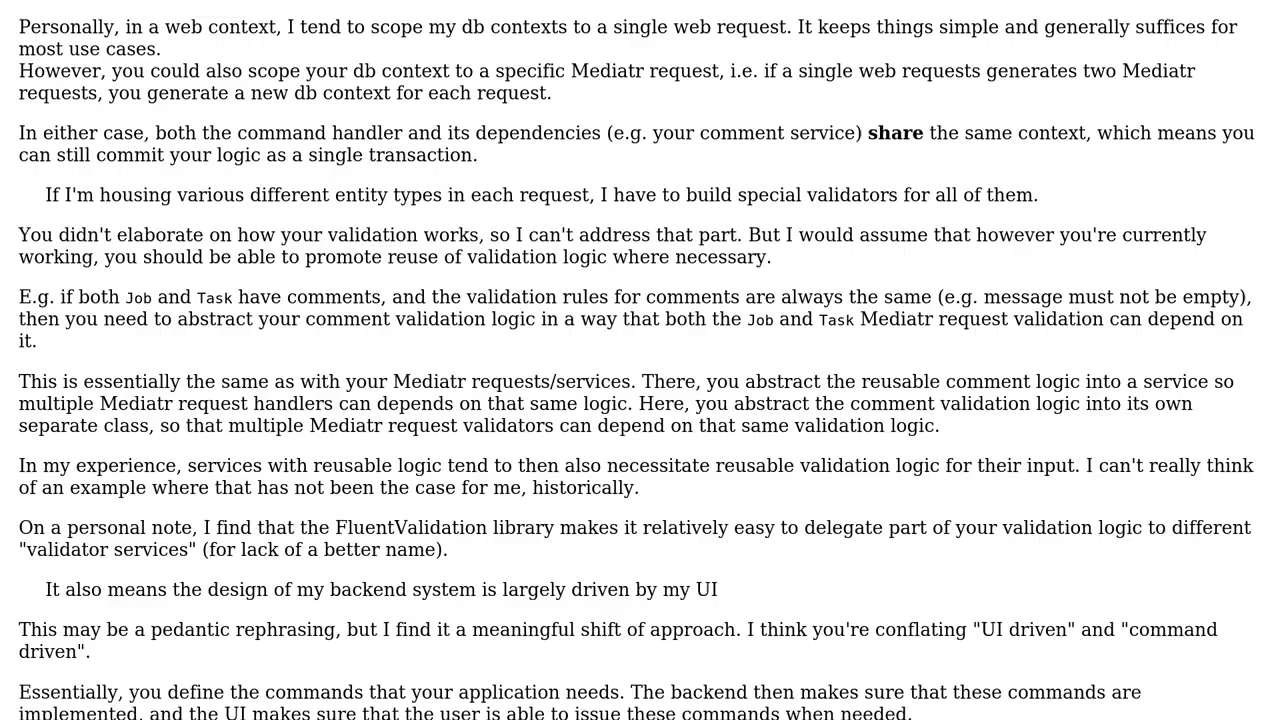 Personally, in a web context, I tend to scope my db contexts to a single web request. It keeps things simple and generally suffices for
most use cases.
However, you could also scope your db context to a specific Mediatr request, i.e. if a single web requests generates two Mediatr
requests, you generate a new db context for each request.
In either case, both the command handler and its dependencies (e.g. your comment service) share the same context, which means you
can still commit your logic as a single transaction.
If I'm housing various different entity types in each request, I have to build special validators for all of them.
You didn't elaborate on how your validation works, so I can't address that part. But I would assume that however you're currently
working, you should be able to promote reuse of validation logic where necessary.
E.g. if both Job and Task have comments, and the validation rules for comments are always the same (e.g. message must not be empty),
then you need to abstract your comment validation logic in a way that both the Job and Task Mediatr request validation can depend on
it.
This is essentially the same as with your Mediatr requests/services. There, you abstract the reusable comment logic into a service so
multiple Mediatr request handlers can depends on that same logic. Here, you abstract the comment validation logic into its own
separate class, so that multiple Mediatr request validators can depend on that same validation logic.
In my experience, services with reusable logic tend to then also necessitate reusable validation logic for their input. I can't really think
of an example where that has not been the case for me, historically.
On a personal note, I find that the FluentValidation library makes it relatively easy to delegate part of your validation logic to different
"validator services" (for lack of a better name).
It also means the design of my backend system is largely driven by my UI
This may be a pedantic rephrasing, but I find it a meaningful shift of approach. I think you're conflating "UI driven" and "command
driven".
Essentially, you define the commands that your application needs. The backend then makes sure that these commands are
implemented, and the UI makes sure that the user is able to issue these commands when needed.